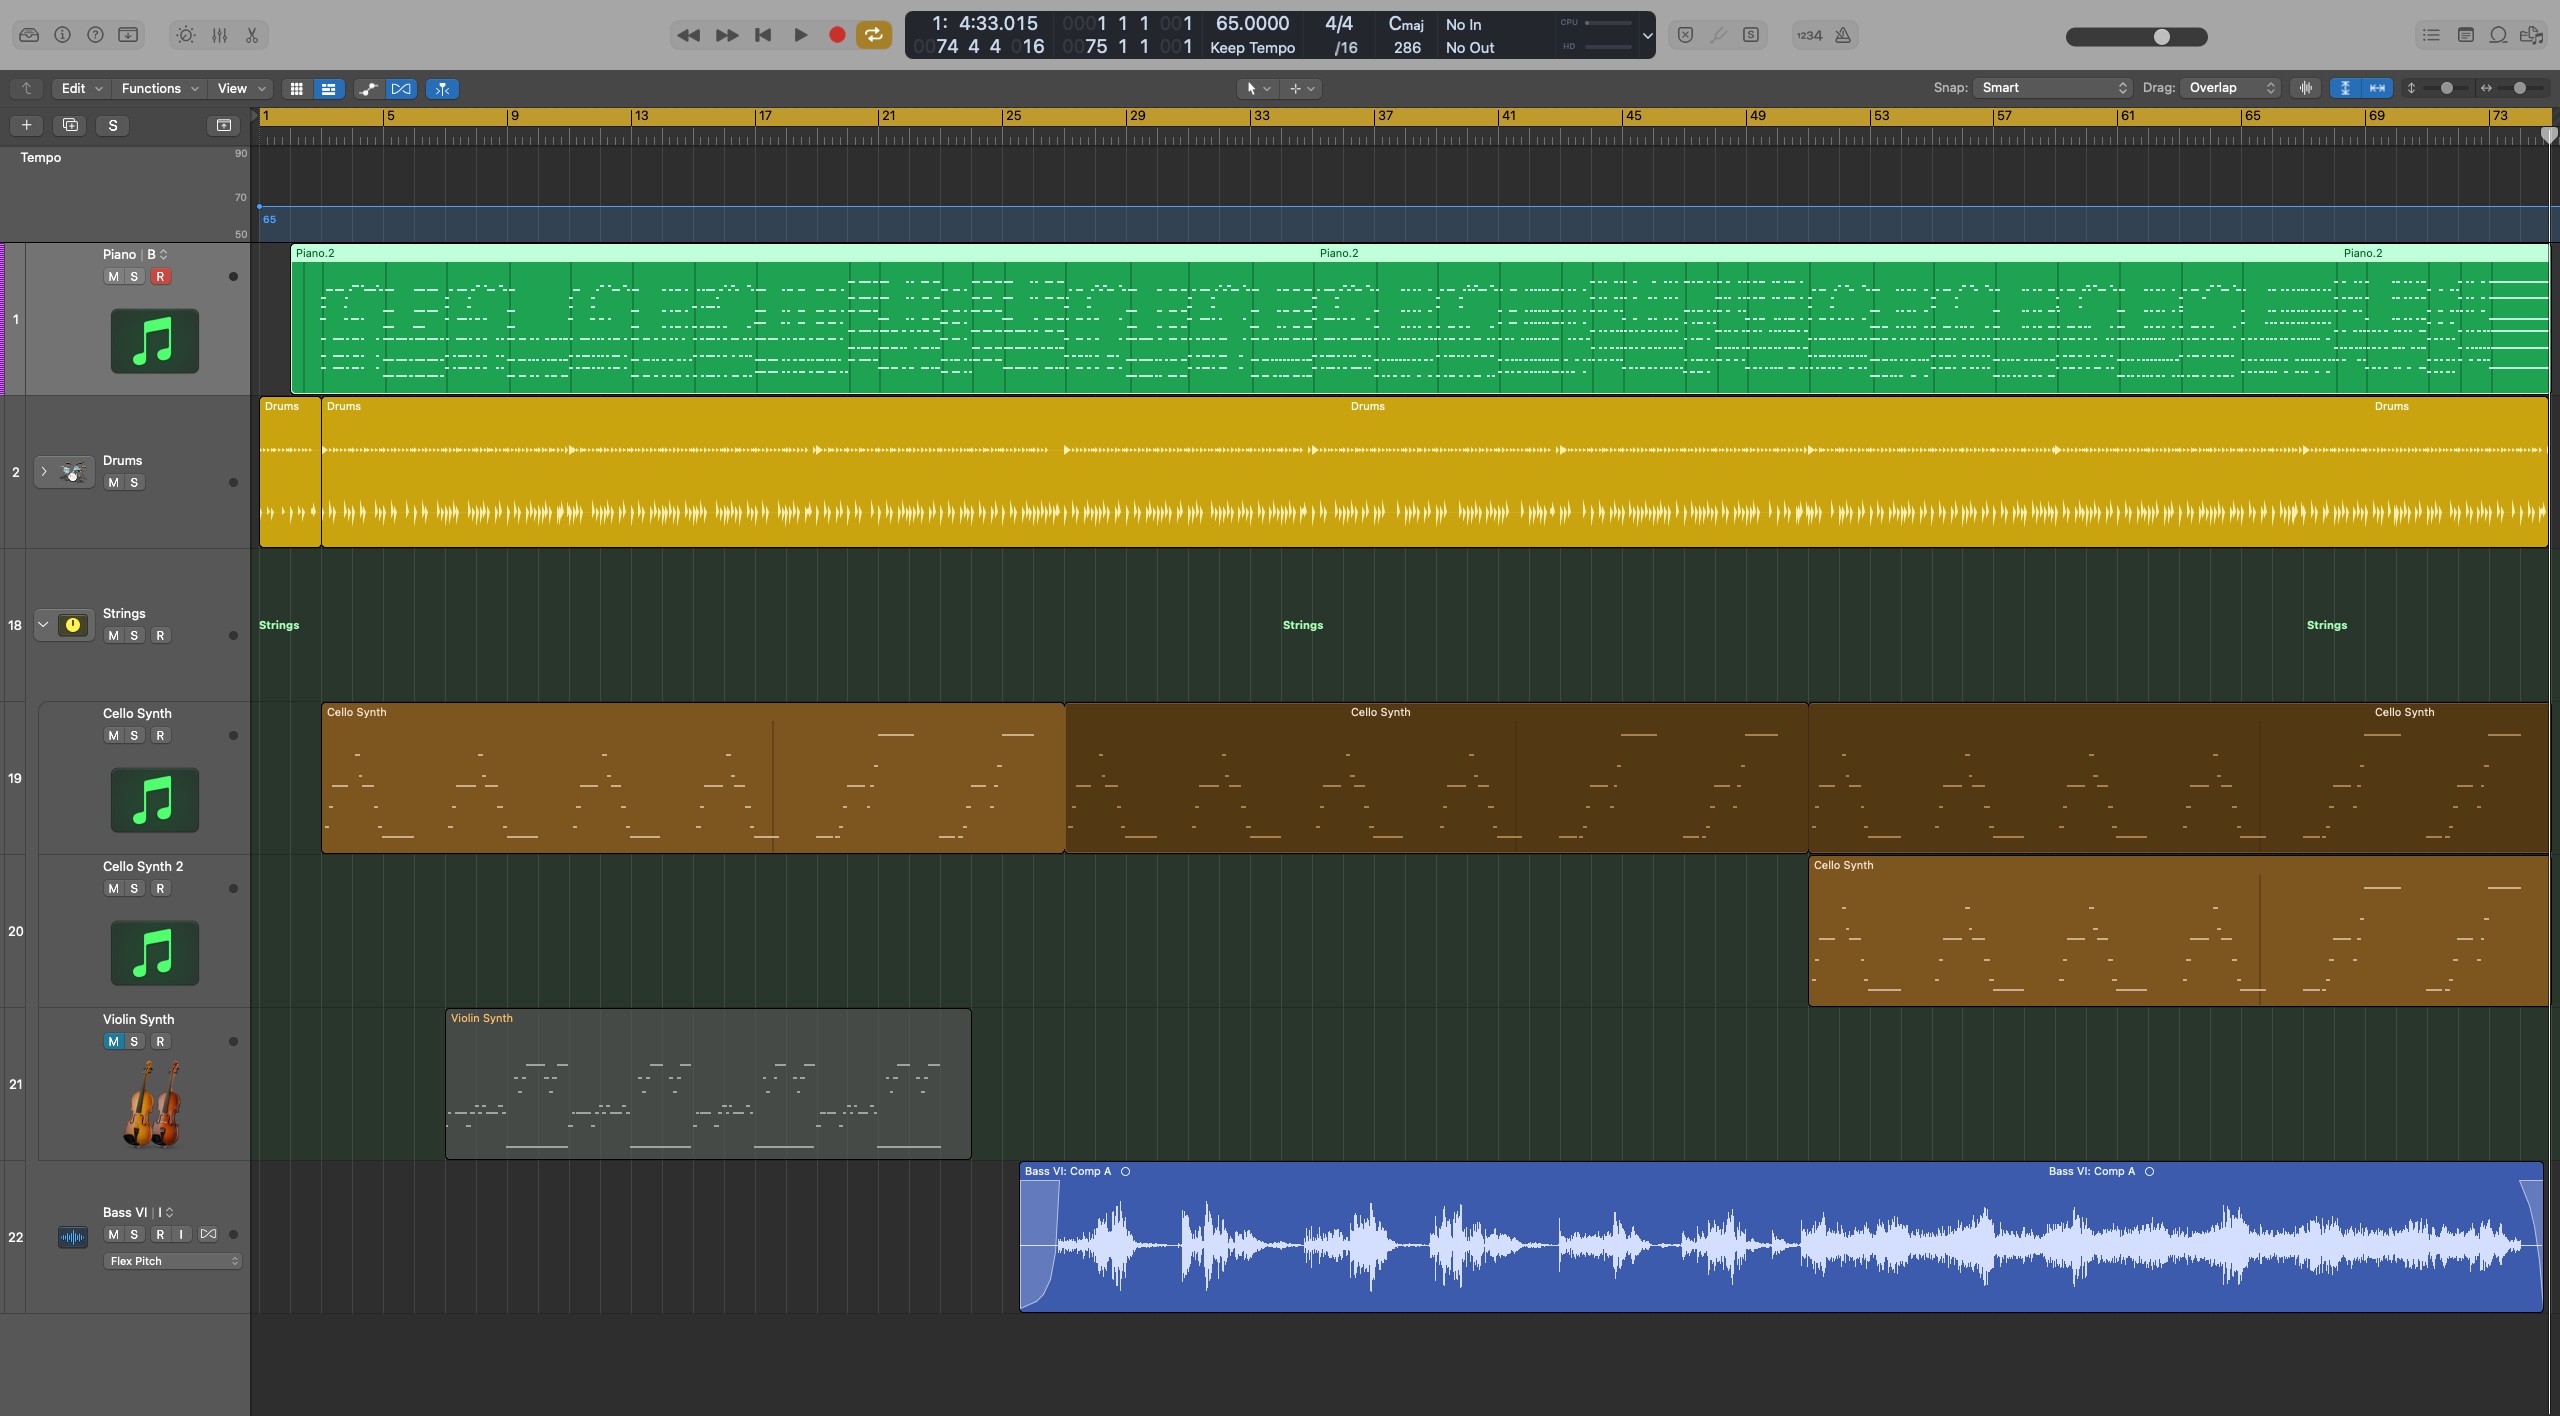 1: 4:33.015 0001 1 1 001 65.0000 4/4 Cmaj No In CPU
0074 4 4 016 0075 1 1 001 Keep Tempo /16 286 No Out HD
S 1234
Edit Functions View Snap: Smart Drag: Overlap
S 1 5 9 13 17 21 25 29 33 37 41 45 49 53 57 61 65 69 73
Tempo 90
70
65
50
Piano | B Piano.2 Piano.2 Piano.2
M S R
1
Drums Drums Drums Drums
Drums
2
M S
Strings
M S R
18 Strings Strings Strings
Cello Synth Cello Synth Cello Synth Cello Synth
M S R
19
Cello Synth 2 Cello Synth
M S R
20
Violin Synth Violin Synth
M S R
21
Bass VI: Comp A Bass VI: Comp A
Bass VI | I
M S R I
22
Flex Pitch